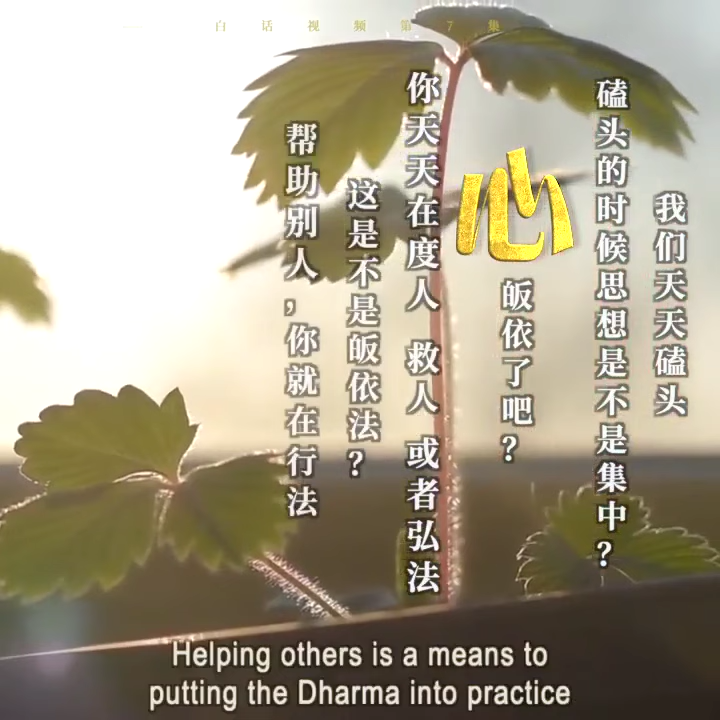 白话视频第7集
我们天天磕头
磕头的时候思想是不是集中？
心
皈依了吧？
你天天在度人 救人 或者弘法
这是不是皈依法？
帮助别人，你就在行法
Helping others is a means to
putting the Dharma into practice